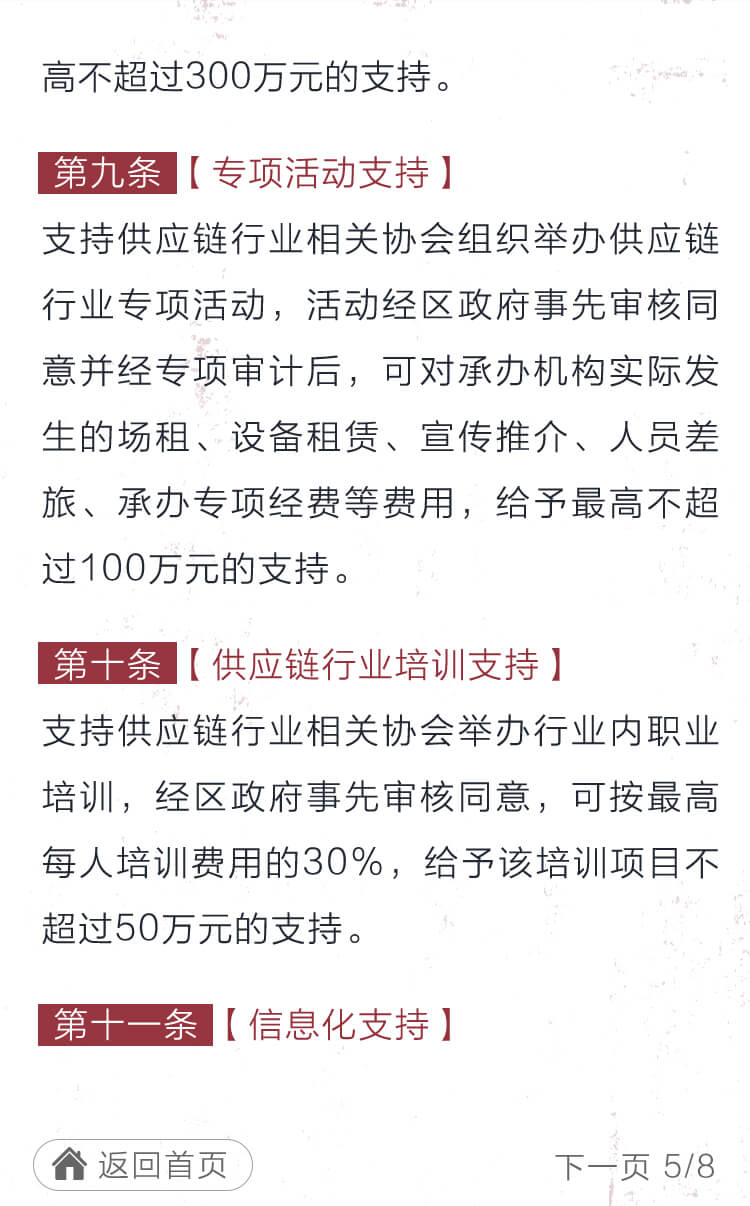 高不超过300万元的支持。
第九条【专项活动支持】
支持供应链行业相关协会组织举办供应链
行业专项活动，活动经区政府事先审核同
意并经专项审计后，可对承办机构实际发
生的场租、设备租赁、宣传推介、人员差
旅、承办专项经费等费用，给予最高不超
过100万元的支持。
第十条【供应链行业培训支持】
支持供应链行业相关协会举办行业内职业
培训，经区政府事先审核同意，可按最高
每人培训费用的30%，给予该培训项目不
超过50万元的支持。
第十一条【信息化支持】
返回首页 下一页 5/8